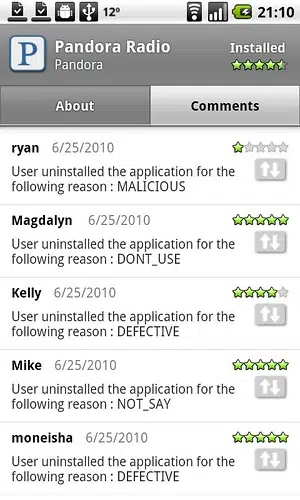 12°
21:10
P
Pandora Radio
Installed
Pandora
About
Comments
ryan 6/25/2010
User uninstalled the application for the
following reason : MALICIOUS
Magdalyn 6/25/2010
User uninstalled the application for the
following reason : DONT_USE
Kelly 6/25/2010
User uninstalled the application for the
following reason : DEFECTIVE
Mike 6/25/2010
User uninstalled the application for the
following reason : NOT_SAY
moneisha 6/25/2010
User uninstalled the application for the
following reason : DEFECTIVE